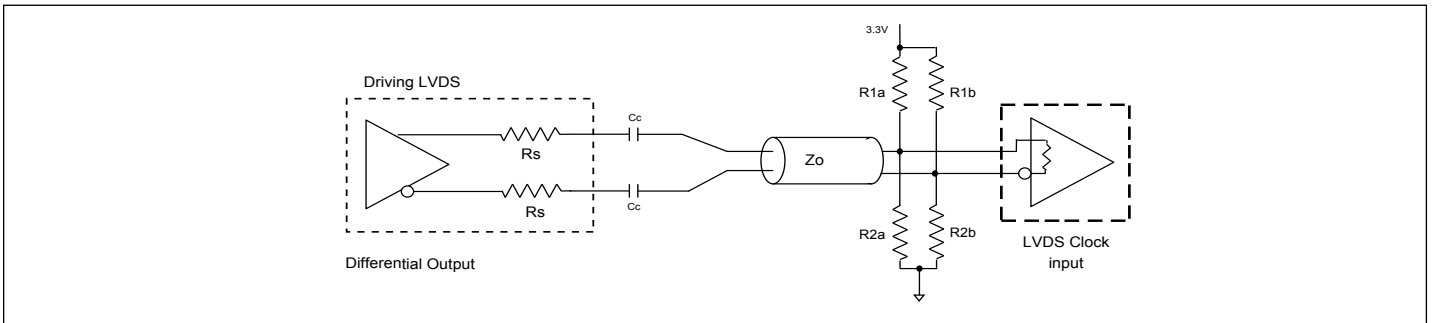 3.3V
Driving LVDS
R1a
R1b
Cc
Rs
Zo
Cc
Rs
R2a
R2b
LVDS Clock
input
Differential Output